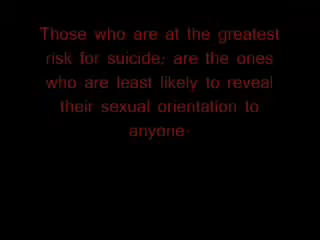 Those who are at the greatest
risk for suicide; are the ones
who are least likely to reveal
their sexual orientation to
anyone.